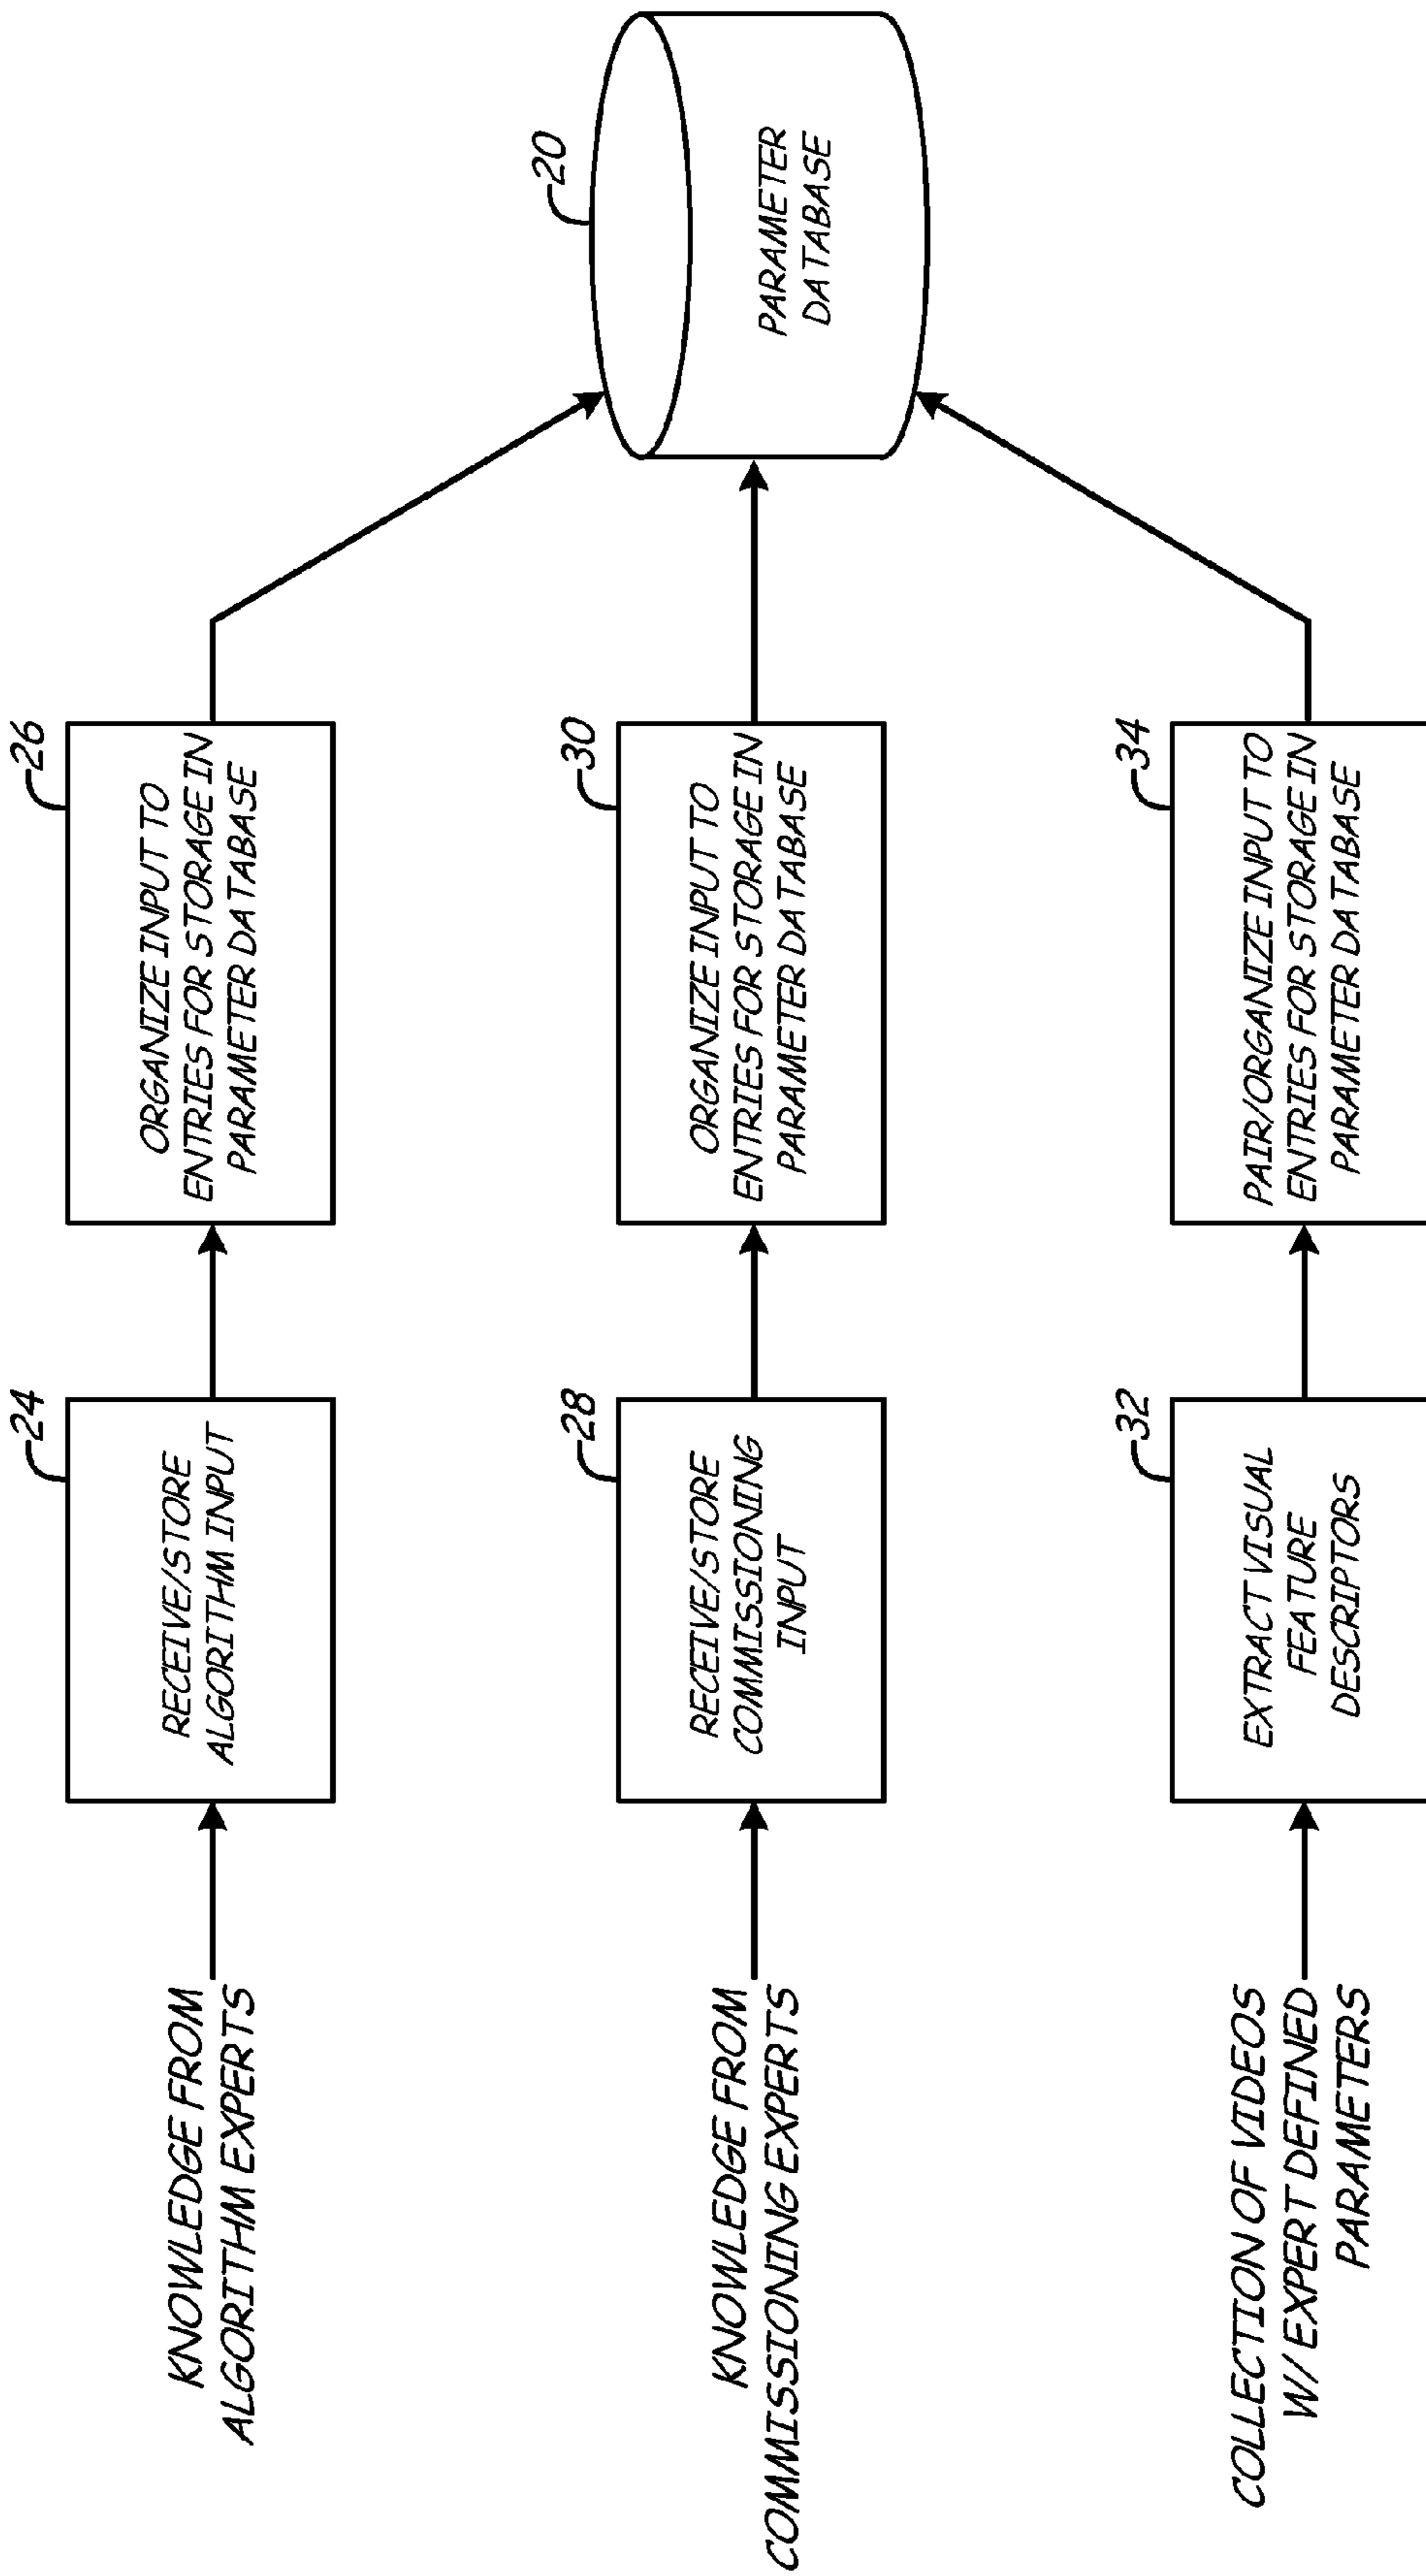 KNOWLEDGE FROM
ALGORITHM EXPERTS
24
RECEIVE/STORE
ALGORITHM INPUT
26
ORGANIZE INPUT TO
ENTRIES FOR STORAGE IN
PARAMETER DATABASE
KNOWLEDGE FROM
COMMISSIONING EXPERTS
28
RECEIVE/STORE
COMMISSIONING
INPUT
30
ORGANIZE INPUT TO
ENTRIES FOR STORAGE IN
PARAMETER DATABASE
20
PARAMETER
DATABASE
COLLECTION OF VIDEOS
W/ EXPERT DEFINED
PARAMETERS
32
EXTRACT VISUAL
FEATURE
DESCRIPTORS
34
PAIR/ORGANIZE INPUT TO
ENTRIES FOR STORAGE IN
PARAMETER DATABASE